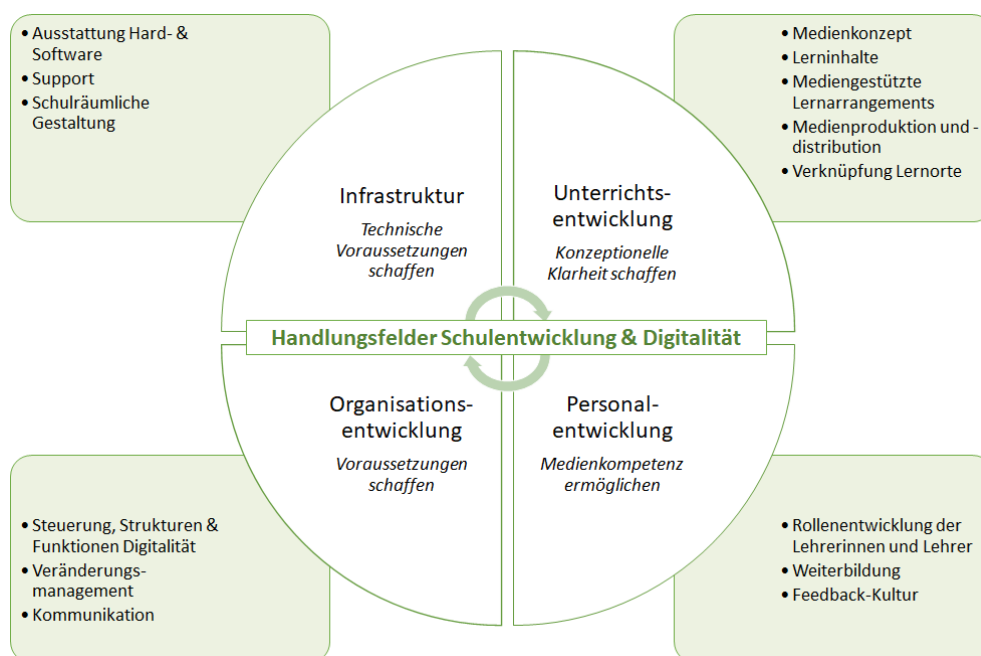 • Ausstattung Hard- &
Software
• Support
• Schulräumliche
Gestaltung
• Medienkonzept
• Lerninhalte
• Mediengestützte
Lernarrangements
• Medienproduktion und -
distribution
• Verknüpfung Lernorte
Infrastruktur
Technische
Voraussetzungen
schaffen
Unterrichts-
entwicklung
Konzeptionelle
Klarheit schaffen
Handlungsfelder Schulentwicklung & Digitalität
Organisations-
entwicklung
Voraussetzungen
schaffen
Personal-
entwicklung
Medienkompetenz
ermöglichen
• Steuerung, Strukturen &
Funktionen Digitalität
• Veränderungs-
management
• Kommunikation
• Rollenentwicklung der
Lehrerinnen und Lehrer
• Weiterbildung
• Feedback-Kultur